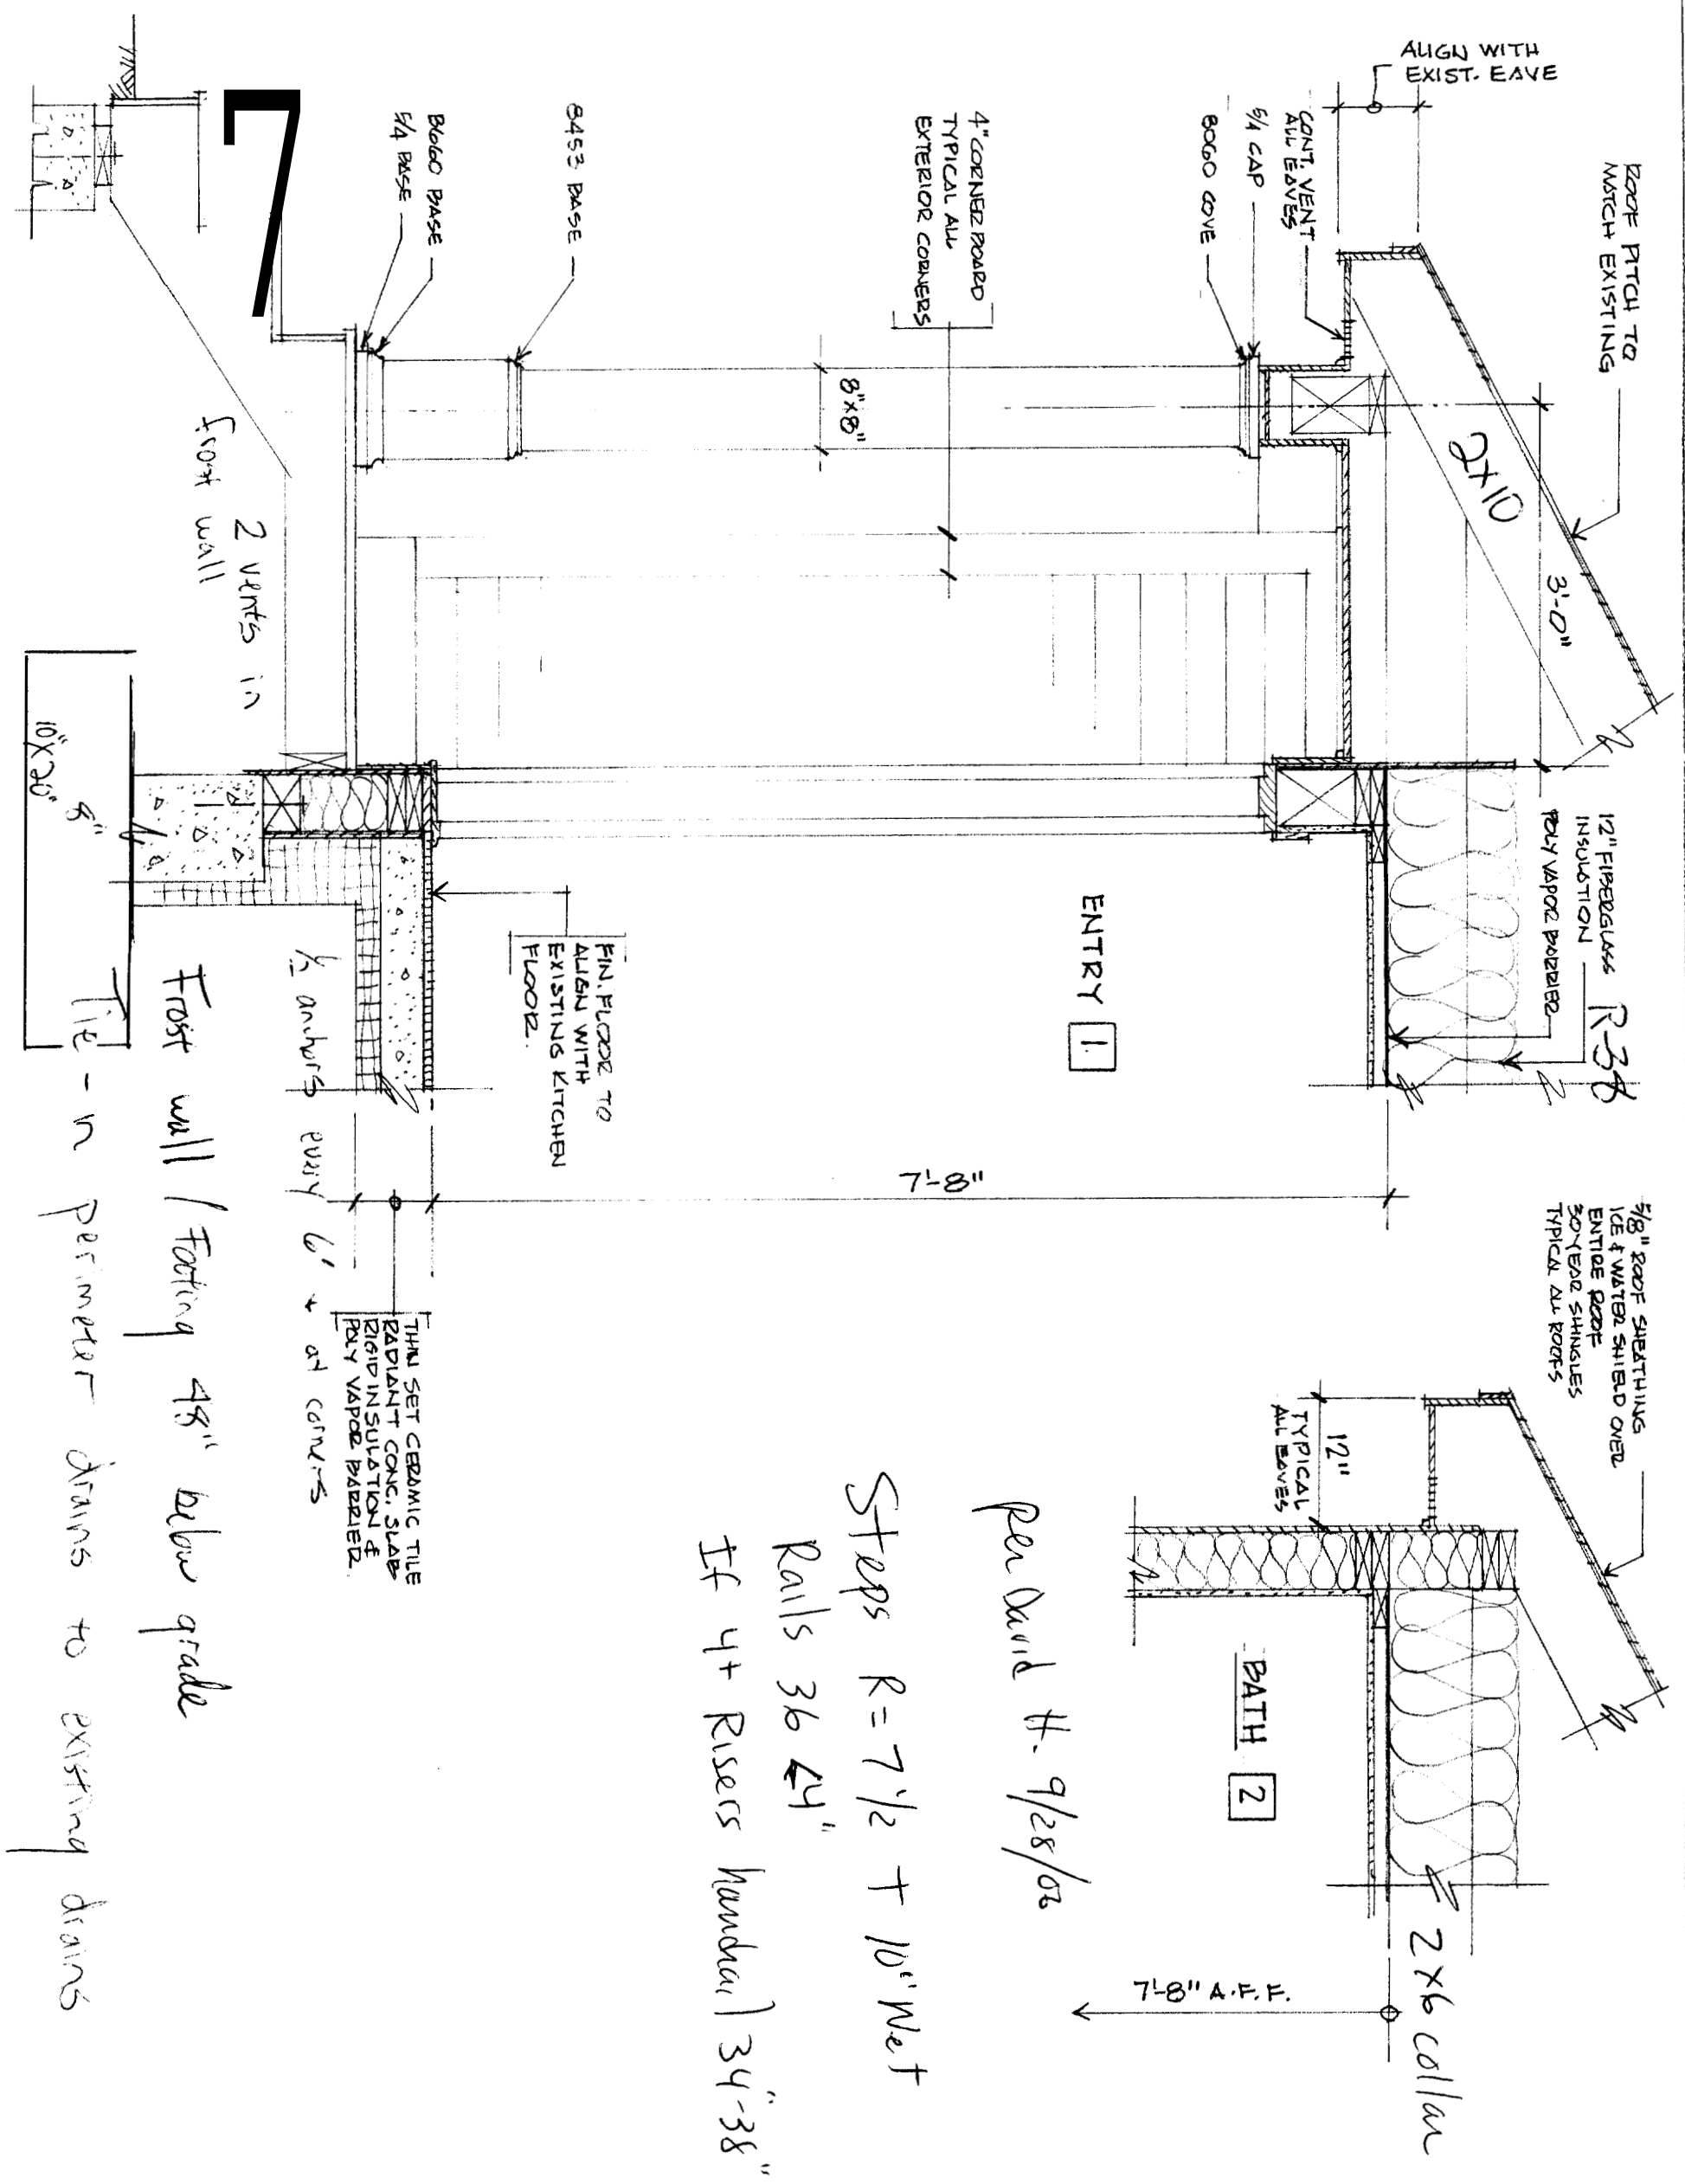 ALIGN WITH
EXIST. EAVE
ROOF PITCH TO
MATCH EXISTING
CONT. VENT
ALL EAVES
5/4 CAP
8060 COVE
4" CORNERBOARD
TYPICAL ALL
EXTERIOR CORNERS
8453 BASE
B660 BASE
5/4 BASE
7
8"x8"
2x10
3'-0"
12" FIBERGLASS R-38
INSULATION
POLY VAPOR BARRIER
ENTRY 1
FIN. FLOOR TO
ALIGN WITH
EXISTING KITCHEN
FLOOR.
7'-8"
2 vents in
front wall
8"
10"x20"
1/2 anchors every 6' + at corners
Frost wall / Footing 48" below grade
Tie-n perimeter drains to existing drains
THIN SET CERAMIC TILE
RADIANT CONC. SLAB
RIGID INSULATION &
POLY VAPOR BARRIER
5/8" ROOF SHEATHING
ICE & WATER SHIELD OVER
ENTIRE ROOF
30 YEAR SHINGLES
TYPICAL ALL ROOFS
12"
TYPICAL
ALL EAVES
BATH 2
2x6 collar
7'-8" A.F.F.
per David H. 9/28/06
Steps R=7 1/2 T 10" Net
Rails 36 <4"
If 4+ Risers handrail 34"-38"